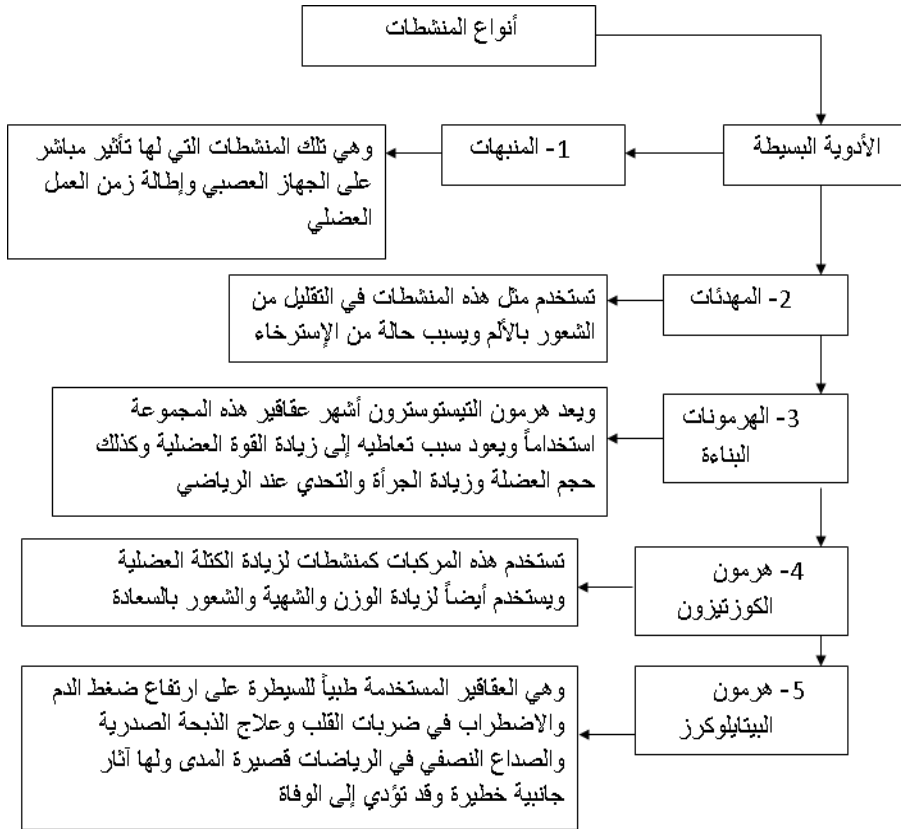 أنواع المنشطات
الأدوية البسيطة
1- المنبهات
وهي تلك المنشطات التي لها تأثير مباشر
على الجهاز العصبي وإطالة زمن العمل
العضلي
2- المهدئات
تستخدم مثل هذه المنشطات في التقليل من
الشعور بالألم ويسبب حالة من الإسترخاء
3- الهرمونات
البناءة
ويعد هرمون التيستوسترون أشهر عقاقير هذه المجموعة
استخداماً ويعود سبب تعاطيه إلى زيادة القوة العضلية وكذلك
حجم العضلة وزيادة الجرأة والتحدي عند الرياضي
4- هرمون
الكوزتيزون
تستخدم هذه المركبات كمنشطات لزيادة الكتلة العضلية
ويستخدم أيضاً لزيادة الوزن والشهية والشعور بالسعادة
5- هرمون
البيتايلوكرز
وهي العقاقير المستخدمة طبياً للسيطرة على ارتفاع ضغط الدم
والاضطراب في ضربات القلب وعلاج الذبحة الصدرية
والصداع النصفي في الرياضات قصيرة المدى ولها آثار
جانبية خطيرة وقد تؤدي إلى الوفاة